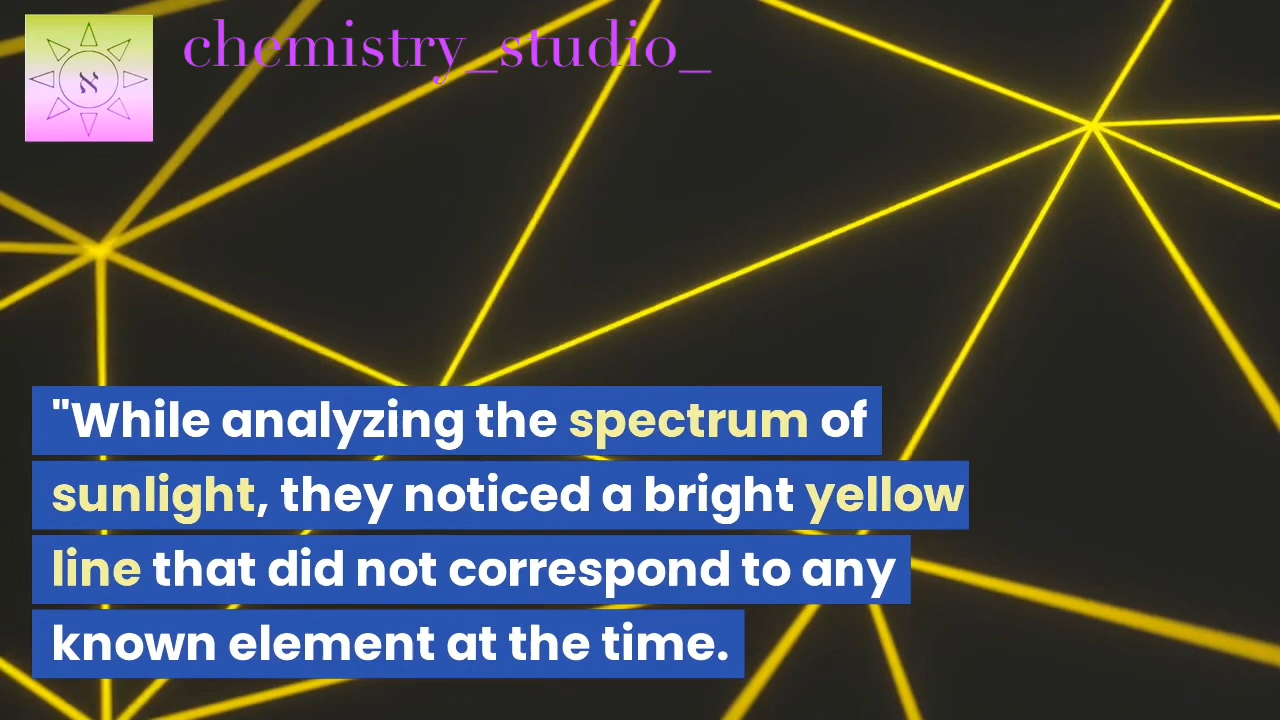 chemistry_studio_
"While analyzing the spectrum of
sunlight, they noticed a bright yellow
line that did not correspond to any
known element at the time.